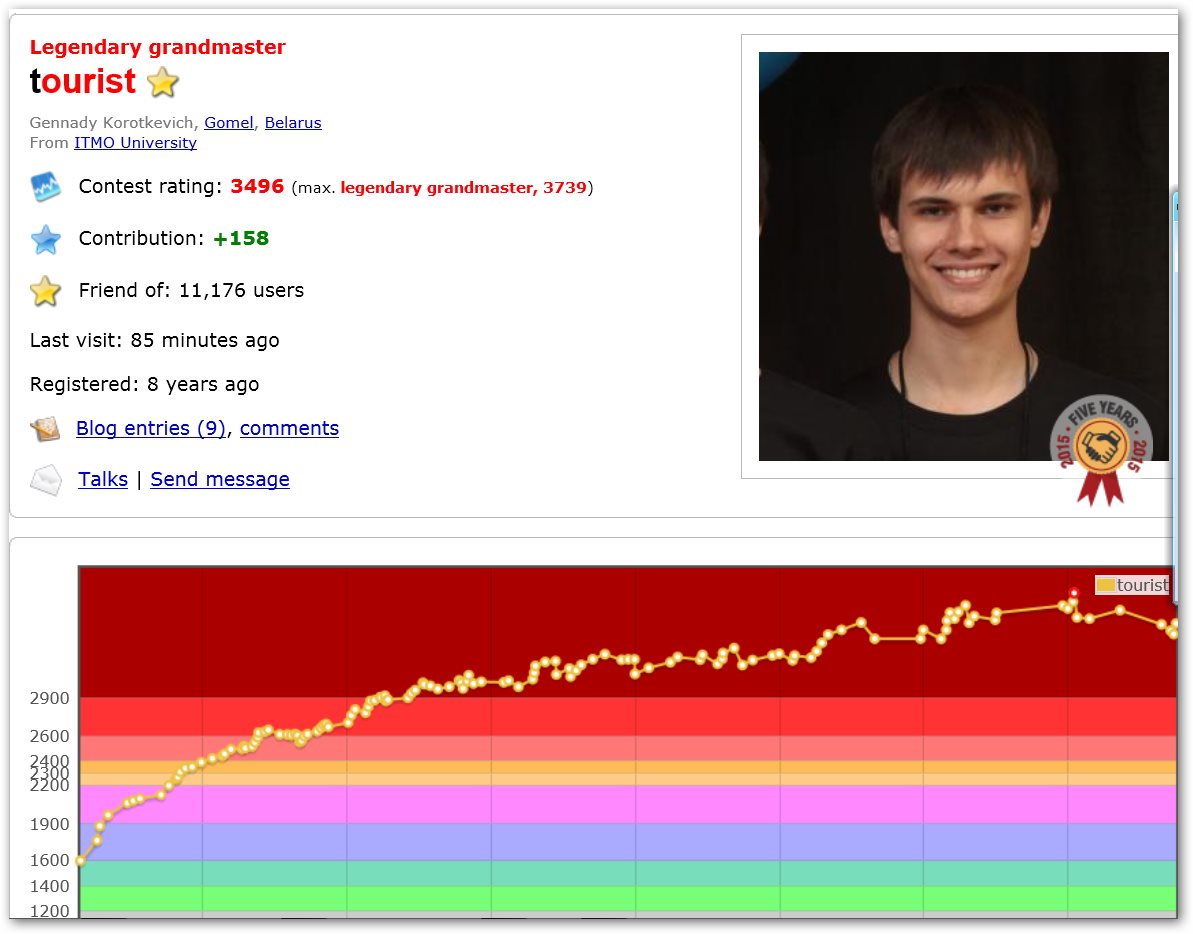 Legendary grandmaster
tourist
Gennady Korotkevich, Gomel, Belarus
From ITMO University
Contest rating: 3496 (max. legendary grandmaster, 3739)
Contribution: +158
Friend of: 11,176 users
Last visit: 85 minutes ago
Registered: 8 years ago
Blog entries (9), comments
Talks | Send message
FIVE YEARS
2015
2015
tourist
2900
2600
2400
2300
2200
1900
1600
1400
1200